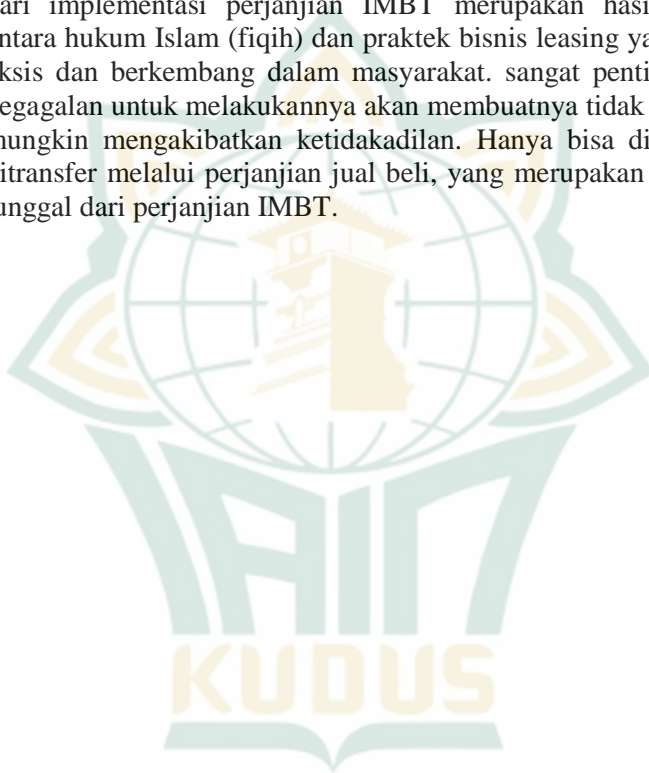 ari implementasi perjanjian IMBT merupakan hasi
ntara hukum Islam (fiqih) dan praktek bisnis leasing ya
ksis dan berkembang dalam masyarakat. sangat penti
egagalan untuk melakukannya akan membuatnya tidak
nungkin mengakibatkan ketidakadilan. Hanya bisa di
itransfer melalui perjanjian jual beli, yang merupakan
unggal dari perjanjian IMBT.
IAIN
KUDUS